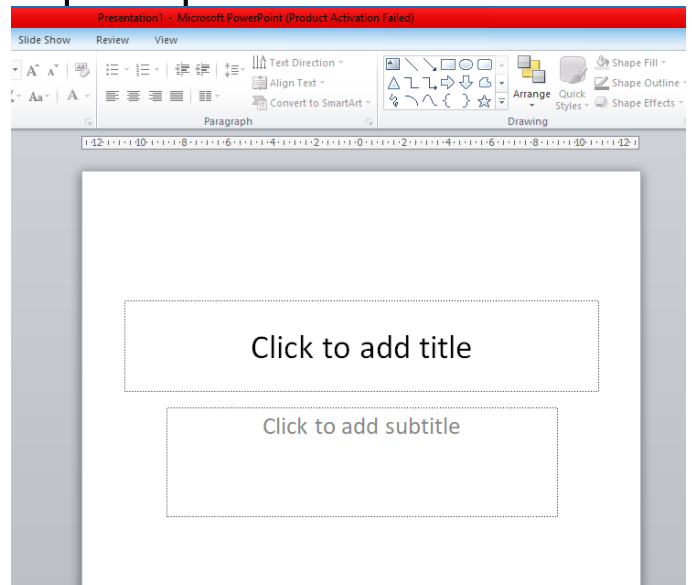 Presentation1 - Microsoft PowerPoint (Product Activation Failed)
Slide Show Review View
Text Direction
Align Text
Convert to SmartArt
Aa
A
Paragraph
Arrange
Quick Styles
Shape Fill
Shape Outline
Shape Effects
Drawing
12 10 8 6 4 2 0 2 4 6 8 10 12
Click to add title
Click to add subtitle